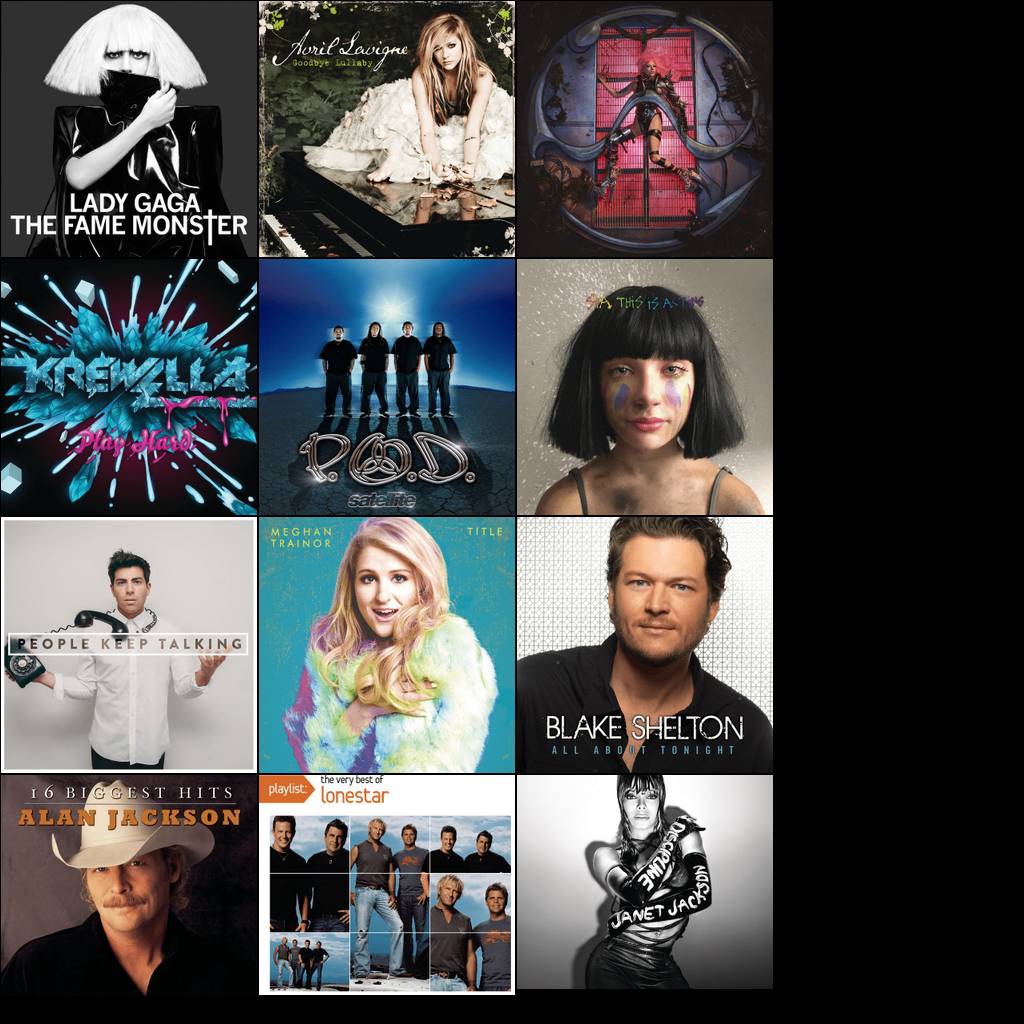 LADY GAGA
THE FAME MONSTER
Avril Lavigne
Goodbye Lullaby
KREWELLA
Play Hard
P.O.D.
satellite
SIA, THIS IS ACTING
PEOPLE KEEP TALKING
MEGHAN
TRAINOR
TITLE
BLAKE SHELTON
ALL ABOUT TONIGHT
16 BIGGEST HITS
ALAN JACKSON
playlist:
the very best of
lonestar
DISCIPLINE
JANET JACKSON